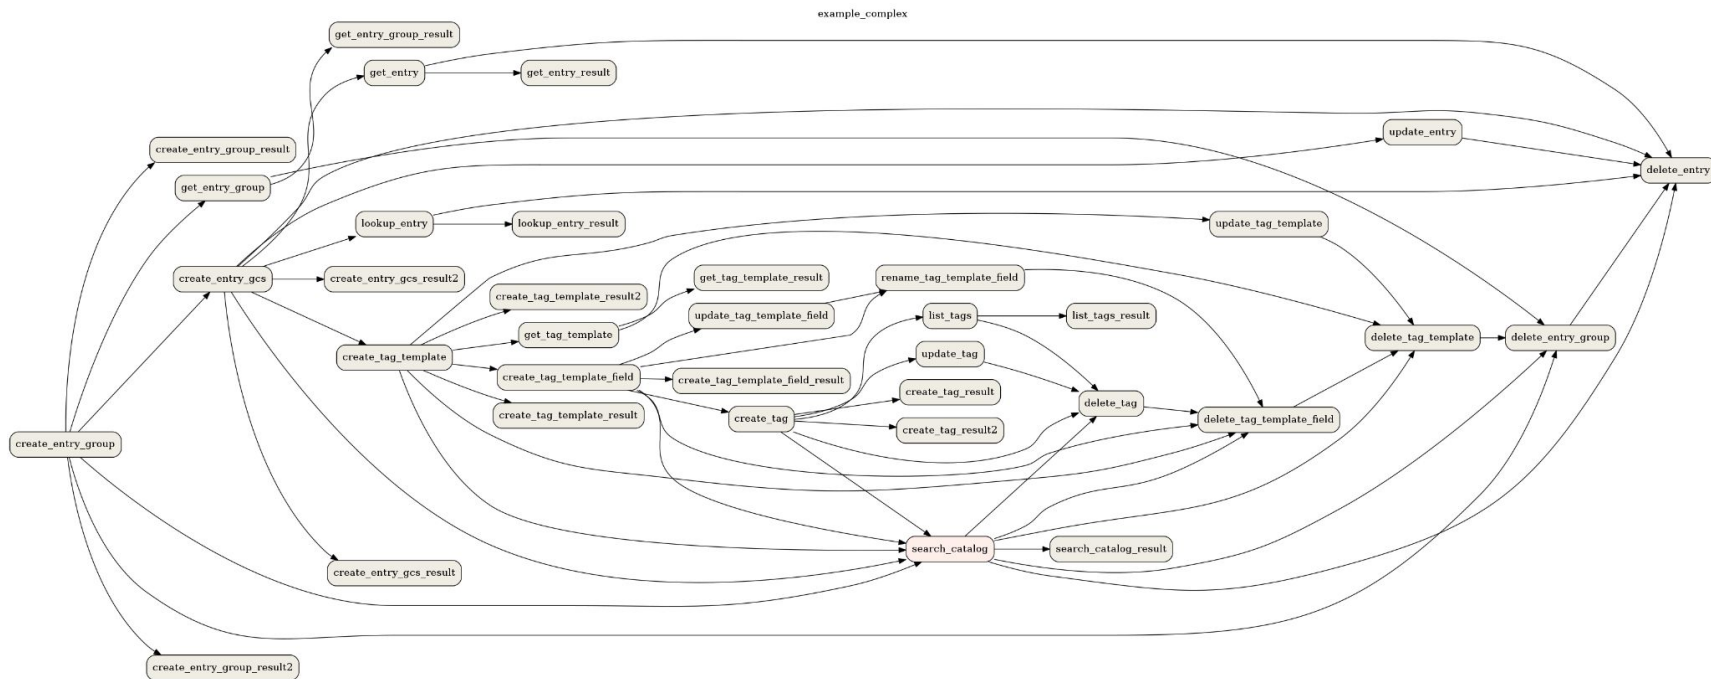 example_complex
get_entry_group_result
get_entry
get_entry_result
update_entry
create_entry_group_result
delete_entry
get_entry_group
lookup_entry
lookup_entry_result
update_tag_template
create_entry_gcs
create_entry_gcs_result2
get_tag_template_result
rename_tag_template_field
create_tag_template_result2
update_tag_template_field
list_tags
list_tags_result
get_tag_template
delete_tag_template
delete_entry_group
create_tag_template
update_tag
create_tag_template_field
create_tag_template_field_result
create_tag_result
delete_tag
create_tag_template_result
create_tag
create_tag_result2
delete_tag_template_field
create_entry_group
search_catalog
search_catalog_result
create_entry_gcs_result
create_entry_group_result2